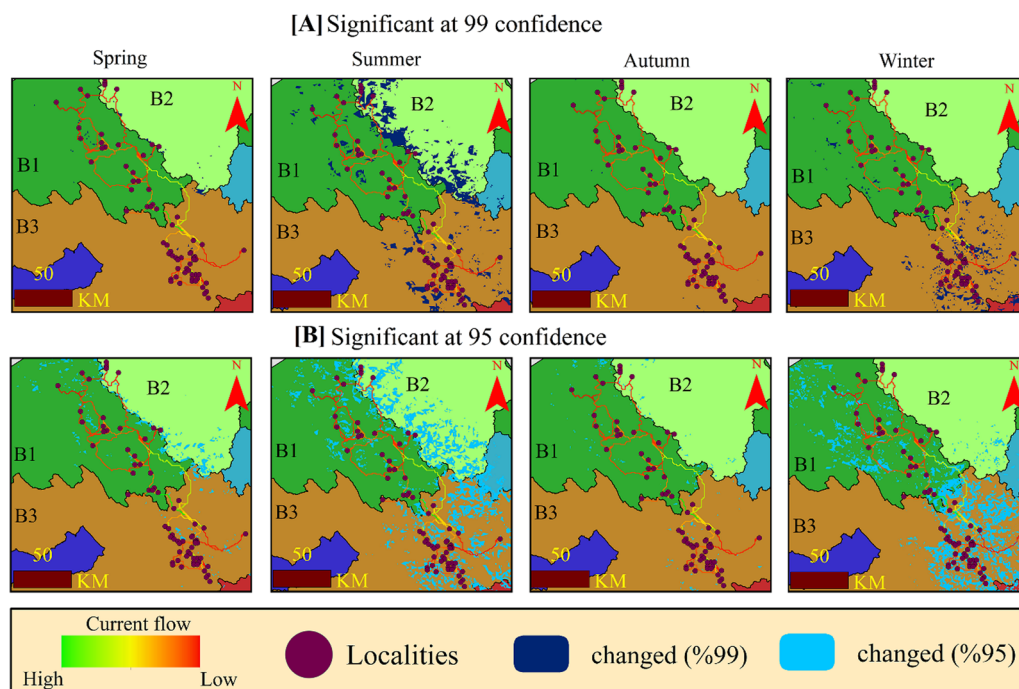 [A] Significant at 99 confidence
Spring
Summer
Autumn
Winter
N
B2
B1
B3
50
KM
N
B2
B1
B3
50
KM
N
B2
B1
B3
50
KM
N
B2
B1
B3
50
KM
[B] Significant at 95 confidence
N
B2
B1
B3
50
KM
N
B2
B1
B3
50
KM
N
B2
B1
B3
50
KM
N
B2
B1
B3
50
KM
Current flow
High Low
Localities
changed (%99)
changed (%95)